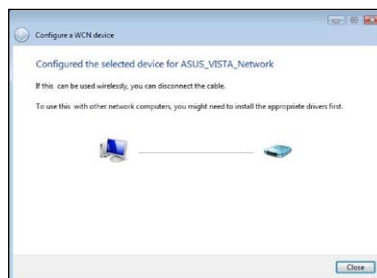 Configure a WCN device
Configured the selected device for ASUS_VISTA_Network
If this can be used wirelessly, you can disconnect the cable.
To use this with other network computers, you might need to install the appropriate drivers first.
Close